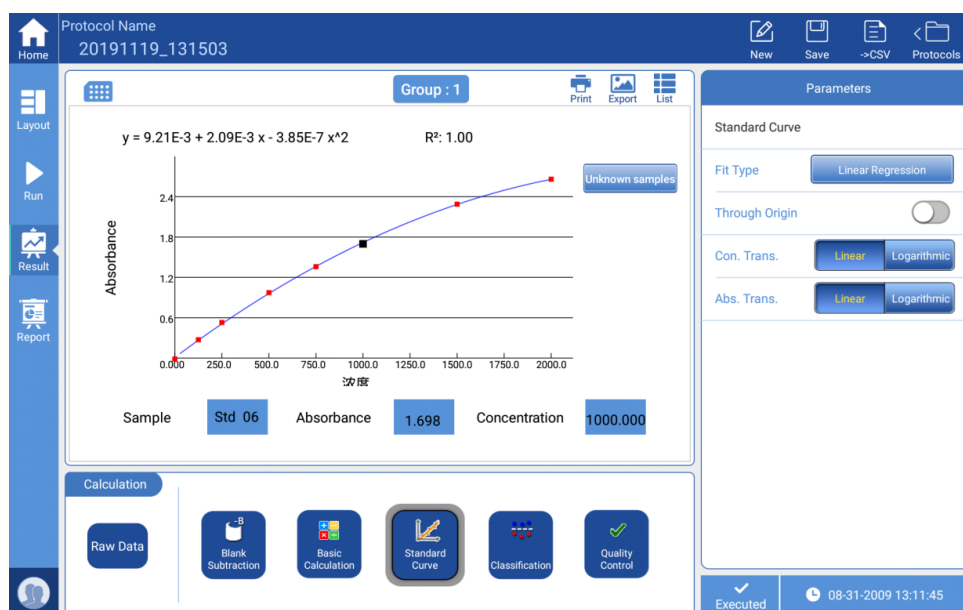 Protocol Name
20191119_131503
Home
New
Save
->CSV
Protocols
Layout
Run
Result
Report
Group : 1
Print
Export
List
y = 9.21E-3 + 2.09E-3 x - 3.85E-7 x^2
R²: 1.00
Unknown samples
Absorbance
2.4
1.8
1.2
0.6
0.000
250.0
500.0
750.0
1000.0
1250.0
1500.0
1750.0
2000.0
浓度
Sample
Std 06
Absorbance
1.698
Concentration
1000.000
Parameters
Standard Curve
Fit Type
Linear Regression
Through Origin
Con. Trans.
Linear
Logarithmic
Abs. Trans.
Linear
Logarithmic
Calculation
Raw Data
-B
Blank
Subtraction
Basic
Calculation
Standard
Curve
Classification
Quality
Control
Executed
08-31-2009 13:11:45